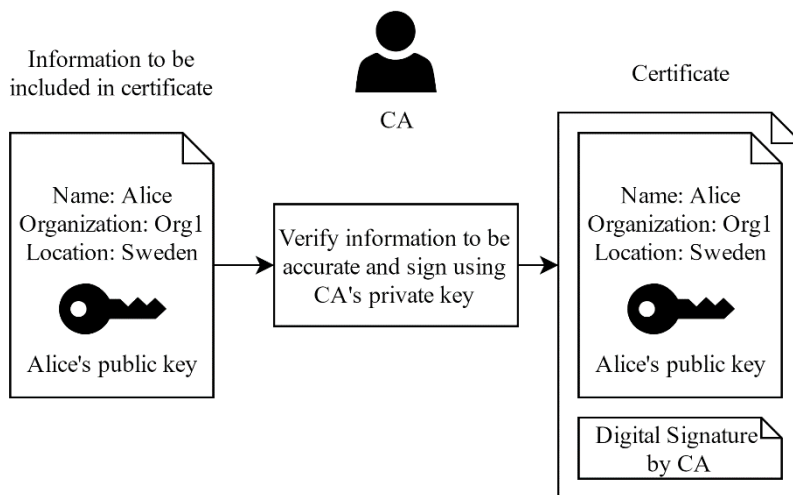 Information to be
included in certificate
Name: Alice
Organization: Org1
Location: Sweden
Alice's public key
CA
Verify information to be
accurate and sign using
CA's private key
Certificate
Name: Alice
Organization: Org1
Location: Sweden
Alice's public key
Digital Signature
by CA